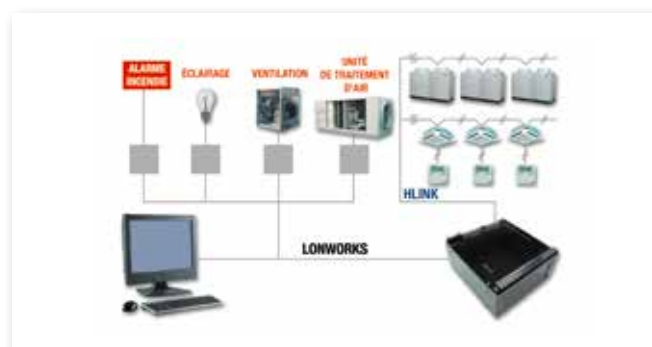 ALARME
INCENDIE
ÉCLAIRAGE
VENTILATION
UNITÉ
DE TRAITEMENT
D'AIR
HLINK
LONWORKS